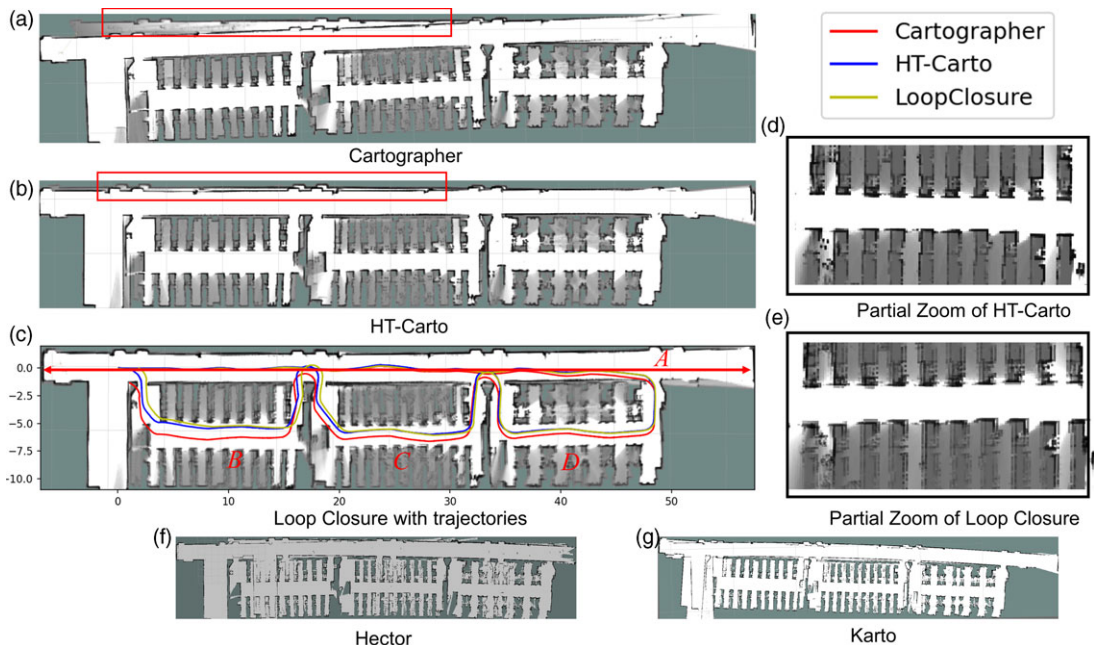 (a)
Cartographer
HT-Carto
LoopClosure
Cartographer
(b)
HT-Carto
(d)
Partial Zoom of HT-Carto
(c)
0.0
−2.5
−5.0
−7.5
−10.0
A
B
C
D
0 10 20 30 40 50
Loop Closure with trajectories
(e)
Partial Zoom of Loop Closure
(f)
Hector
(g)
Karto